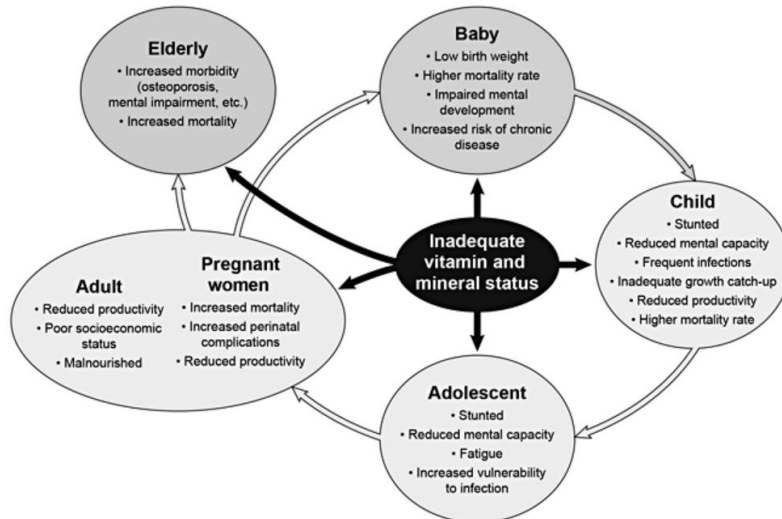 Elderly
• Increased morbidity
(osteoporosis,
mental impairment, etc.)
• Increased mortality
Baby
• Low birth weight
• Higher mortality rate
• Impaired mental
development
• Increased risk of chronic
disease
Inadequate
vitamin and
mineral status
Child
• Stunted
• Reduced mental capacity
• Frequent infections
• Inadequate growth catch-up
• Reduced productivity
• Higher mortality rate
Adult
• Reduced productivity
• Poor socioeconomic
status
• Malnourished
Pregnant
women
• Increased mortality
• Increased perinatal
complications
• Reduced productivity
Adolescent
• Stunted
• Reduced mental capacity
• Fatigue
• Increased vulnerability
to infection